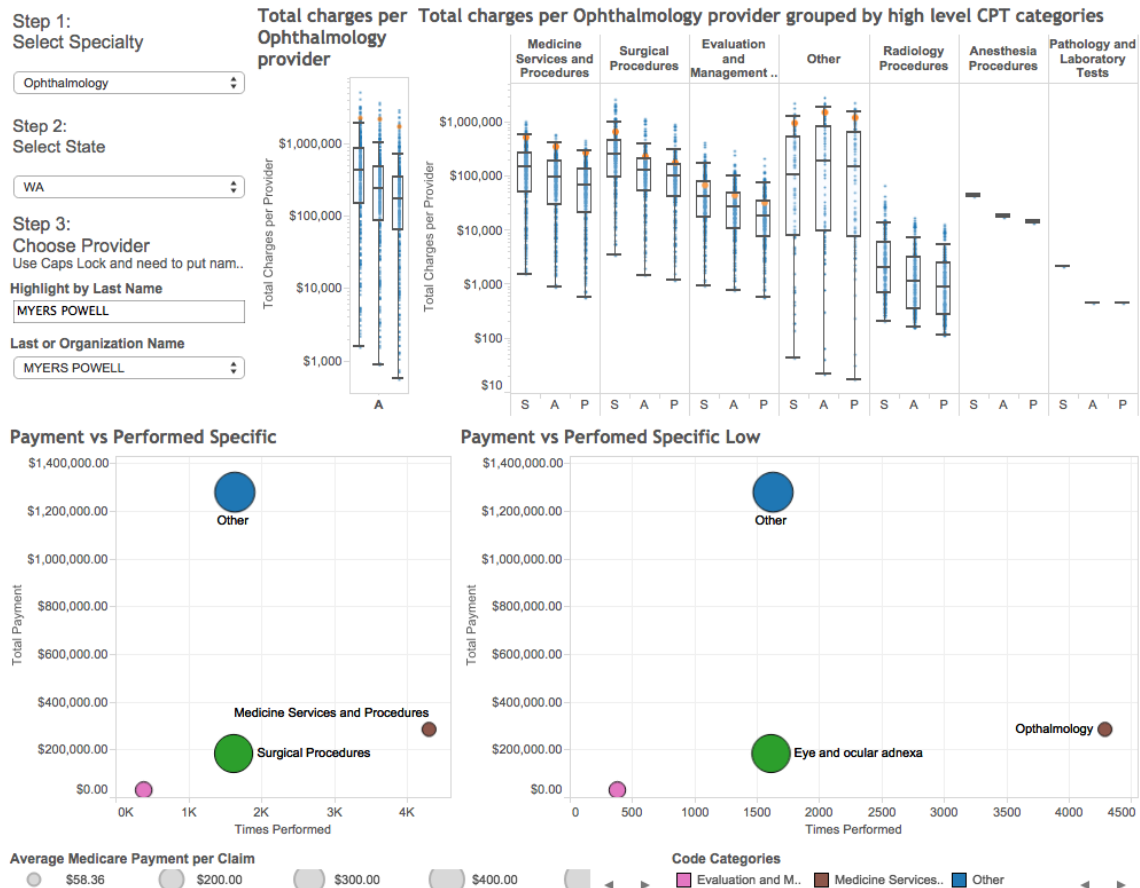 Step 1:
Select Specialty
Ophthalmology
Step 2:
Select State
WA
Step 3:
Choose Provider
Use Caps Lock and need to put nam..
Highlight by Last Name
MYERS POWELL
Last or Organization Name
MYERS POWELL
Total charges per
Ophthalmology
provider
Total Charges per Provider
$1,000,000
$100,000
$10,000
$1,000
A
Total charges per Ophthalmology provider grouped by high level CPT categories
Medicine
Services and
Procedures
Surgical
Procedures
Evaluation
and
Management ..
Other
Radiology
Procedures
Anesthesia
Procedures
Pathology and
Laboratory
Tests
Total Charges per Provider
$1,000,000
$100,000
$10,000
$1,000
$100
$10
S A P S A P S A P S A P S A P S A P S A P
Payment vs Performed Specific
Total Payment
$1,400,000.00
$1,200,000.00
$1,000,000.00
$800,000.00
$600,000.00
$400,000.00
$200,000.00
$0.00
Other
Medicine Services and Procedures
Surgical Procedures
0K 1K 2K 3K 4K
Times Performed
Payment vs Perfomed Specific Low
Total Payment
$1,400,000.00
$1,200,000.00
$1,000,000.00
$800,000.00
$600,000.00
$400,000.00
$200,000.00
$0.00
Other
Opthalmology
Eye and ocular adnexa
0 500 1000 1500 2000 2500 3000 3500 4000 4500
Times Performed
Average Medicare Payment per Claim
$58.36 $200.00 $300.00 $400.00
Code Categories
Evaluation and M.. Medicine Services.. Other